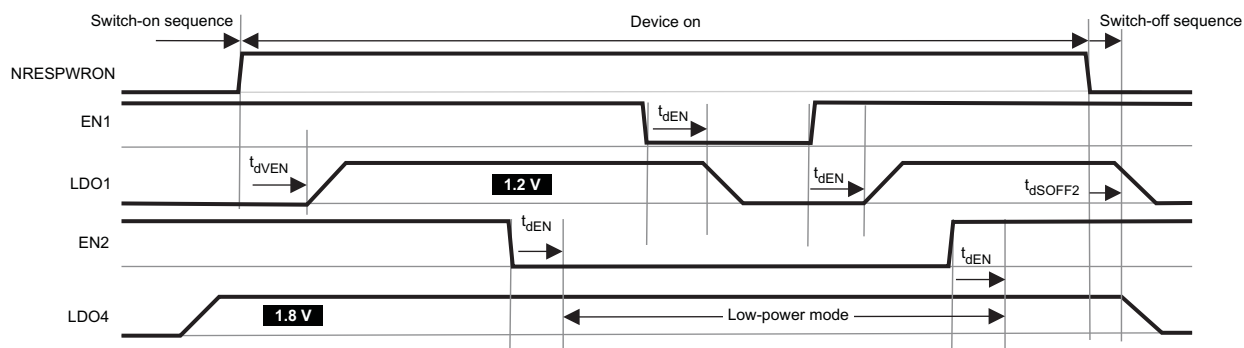 Switch-on sequence
Device on
Switch-off sequence
NRESPWRON
EN1
tdEN
tdVEN
LDO1
1.2 V
tdEN
tdSOFF2
EN2
tdEN
tdEN
LDO4
1.8 V
Low-power mode